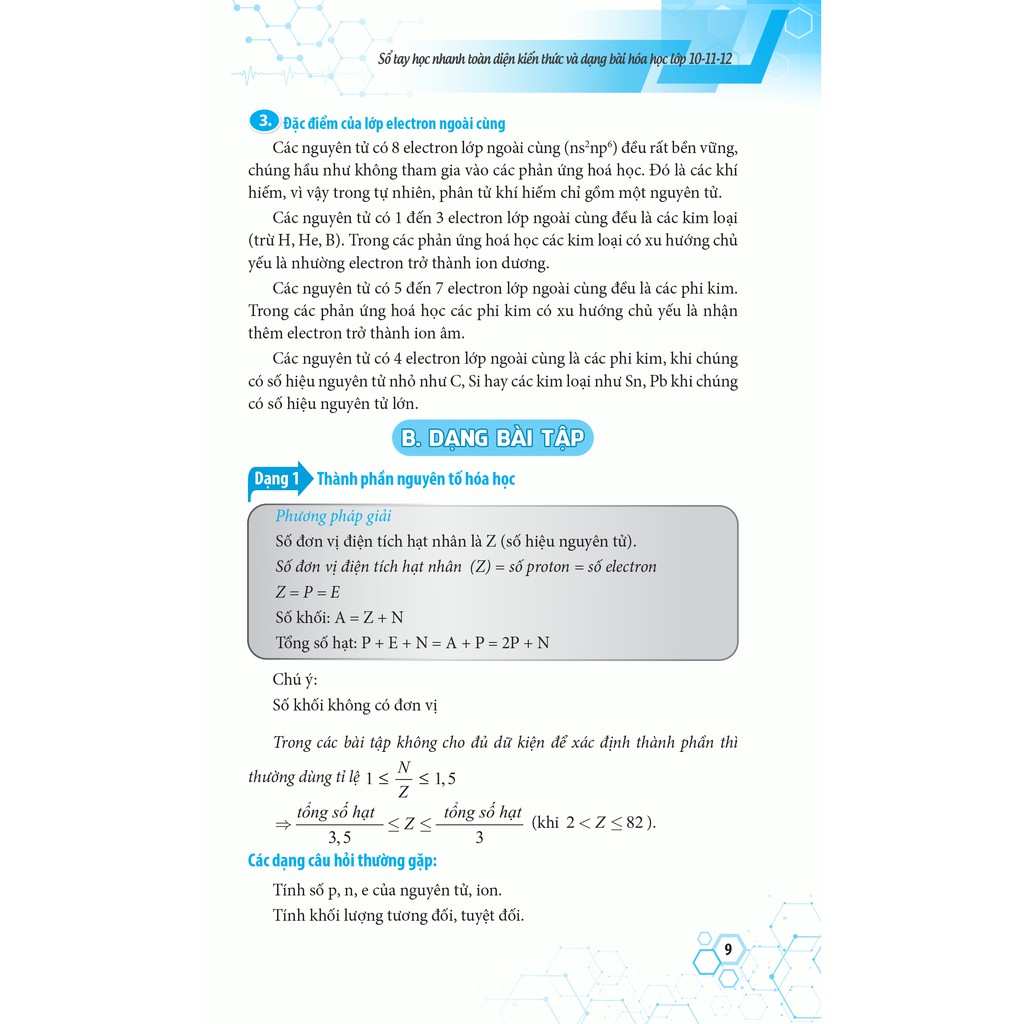 Sổ tay học nhanh toàn diện kiến thức và dạng bài hóa học lớp 10-11-12
3. Đặc điểm của lớp electron ngoài cùng
Các nguyên tử có 8 electron lớp ngoài cùng (ns²np⁶) đều rất bền vững,
chúng hầu như không tham gia vào các phản ứng hoá học. Đó là các khí
hiếm, vì vậy trong tự nhiên, phân tử khí hiếm chỉ gồm một nguyên tử.
Các nguyên tử có 1 đến 3 electron lớp ngoài cùng đều là các kim loại
(trừ H, He, B). Trong các phản ứng hoá học các kim loại có xu hướng chủ
yếu là nhường electron trở thành ion dương.
Các nguyên tử có 5 đến 7 electron lớp ngoài cùng đều là các phi kim.
Trong các phản ứng hoá học các phi kim có xu hướng chủ yếu là nhận
thêm electron trở thành ion âm.
Các nguyên tử có 4 electron lớp ngoài cùng là các phi kim, khi chúng
có số hiệu nguyên tử nhỏ như C, Si hay các kim loại như Sn, Pb khi chúng
có số hiệu nguyên tử lớn.
B. DẠNG BÀI TẬP
Dạng 1 Thành phần nguyên tố hóa học
Phương pháp giải
Số đơn vị điện tích hạt nhân là Z (số hiệu nguyên tử).
Số đơn vị điện tích hạt nhân (Z) = số proton = số electron
Z = P = E
Số khối: A = Z + N
Tổng số hạt: P + E + N = A + P = 2P + N
Chú ý:
Số khối không có đơn vị
Trong các bài tập không cho đủ dữ kiện để xác định thành phần thì
thường dùng tỉ lệ 1 ≤ N/Z ≤ 1,5
⇒ tổng số hạt/3,5 ≤ Z ≤ tổng số hạt/3 (khi 2 < Z ≤ 82 ).
Các dạng câu hỏi thường gặp:
Tính số p, n, e của nguyên tử, ion.
Tính khối lượng tương đối, tuyệt đối.
9